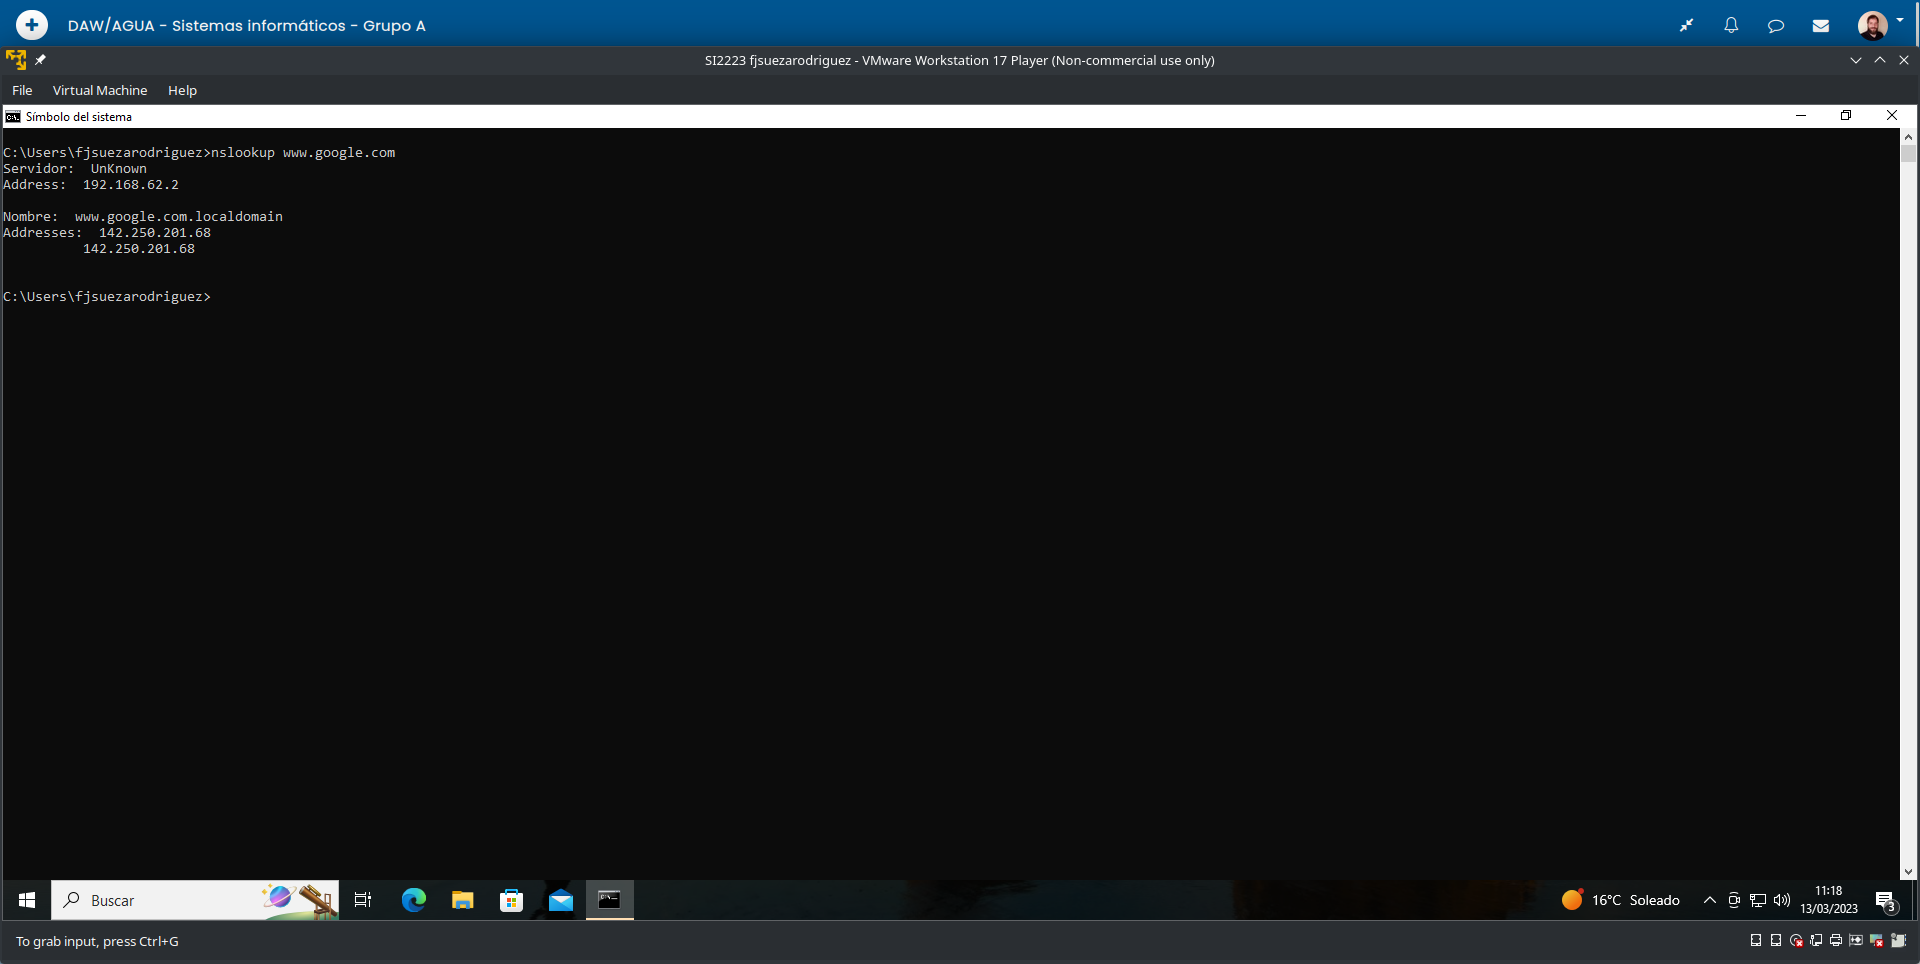 DAW/AGUA - Sistemas informáticos - Grupo A
SI2223 fjsuezarodriguez - VMware Workstation 17 Player (Non-commercial use only)
File Virtual Machine Help
Símbolo del sistema
C:\Users\fjsuezarodriguez>nslookup www.google.com
Servidor:  UnKnown
Address:  192.168.62.2
Nombre:  www.google.com.localdomain
Addresses:  142.250.201.68
142.250.201.68
C:\Users\fjsuezarodriguez>
Buscar
16°C Soleado
11:18
13/03/2023
3
To grab input, press Ctrl+G